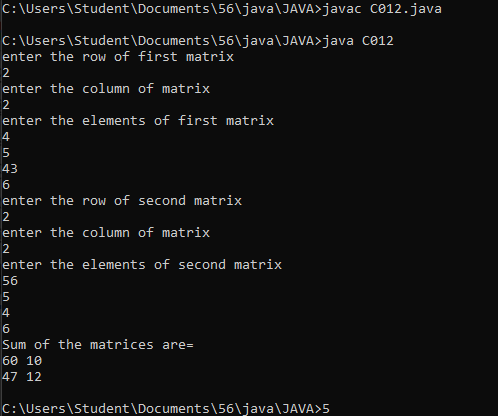 C:\Users\Student\Documents\56\java\JAVA>javac C012.java
C:\Users\Student\Documents\56\java\JAVA>java C012
enter the row of first matrix
2
enter the column of matrix
2
enter the elements of first matrix
4
5
43
6
enter the row of second matrix
2
enter the column of matrix
2
enter the elements of second matrix
56
5
4
6
Sum of the matrices are=
60 10
47 12
C:\Users\Student\Documents\56\java\JAVA>5